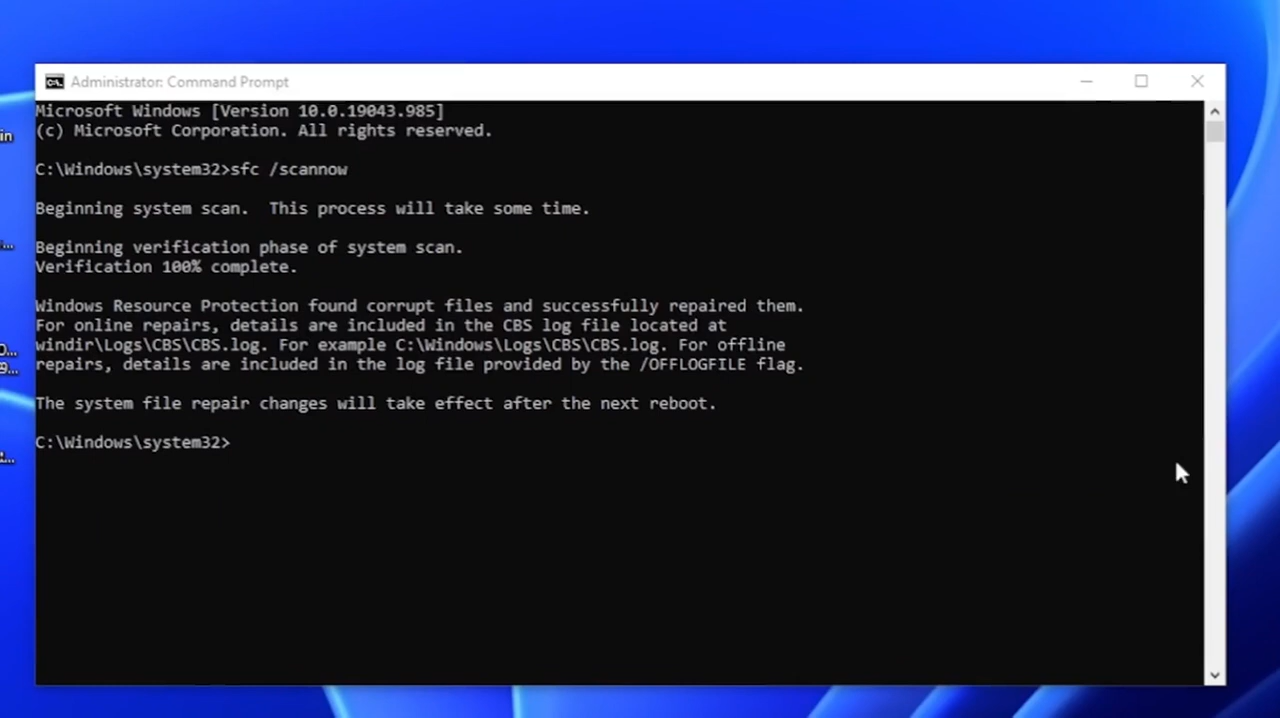 Administrator: Command Prompt
Microsoft Windows [Version 10.0.19043.985]
(c) Microsoft Corporation. All rights reserved.
in
C:\Windows\system32>sfc /scannow
Beginning system scan.  This process will take some time.
Beginning verification phase of system scan.
Verification 100% complete.
Windows Resource Protection found corrupt files and successfully repaired them.
For online repairs, details are included in the CBS log file located at
windir\Logs\CBS\CBS.log. For example C:\Windows\Logs\CBS\CBS.log. For offline
repairs, details are included in the log file provided by the /OFFLOGFILE flag.
The system file repair changes will take effect after the next reboot.
C:\Windows\system32>